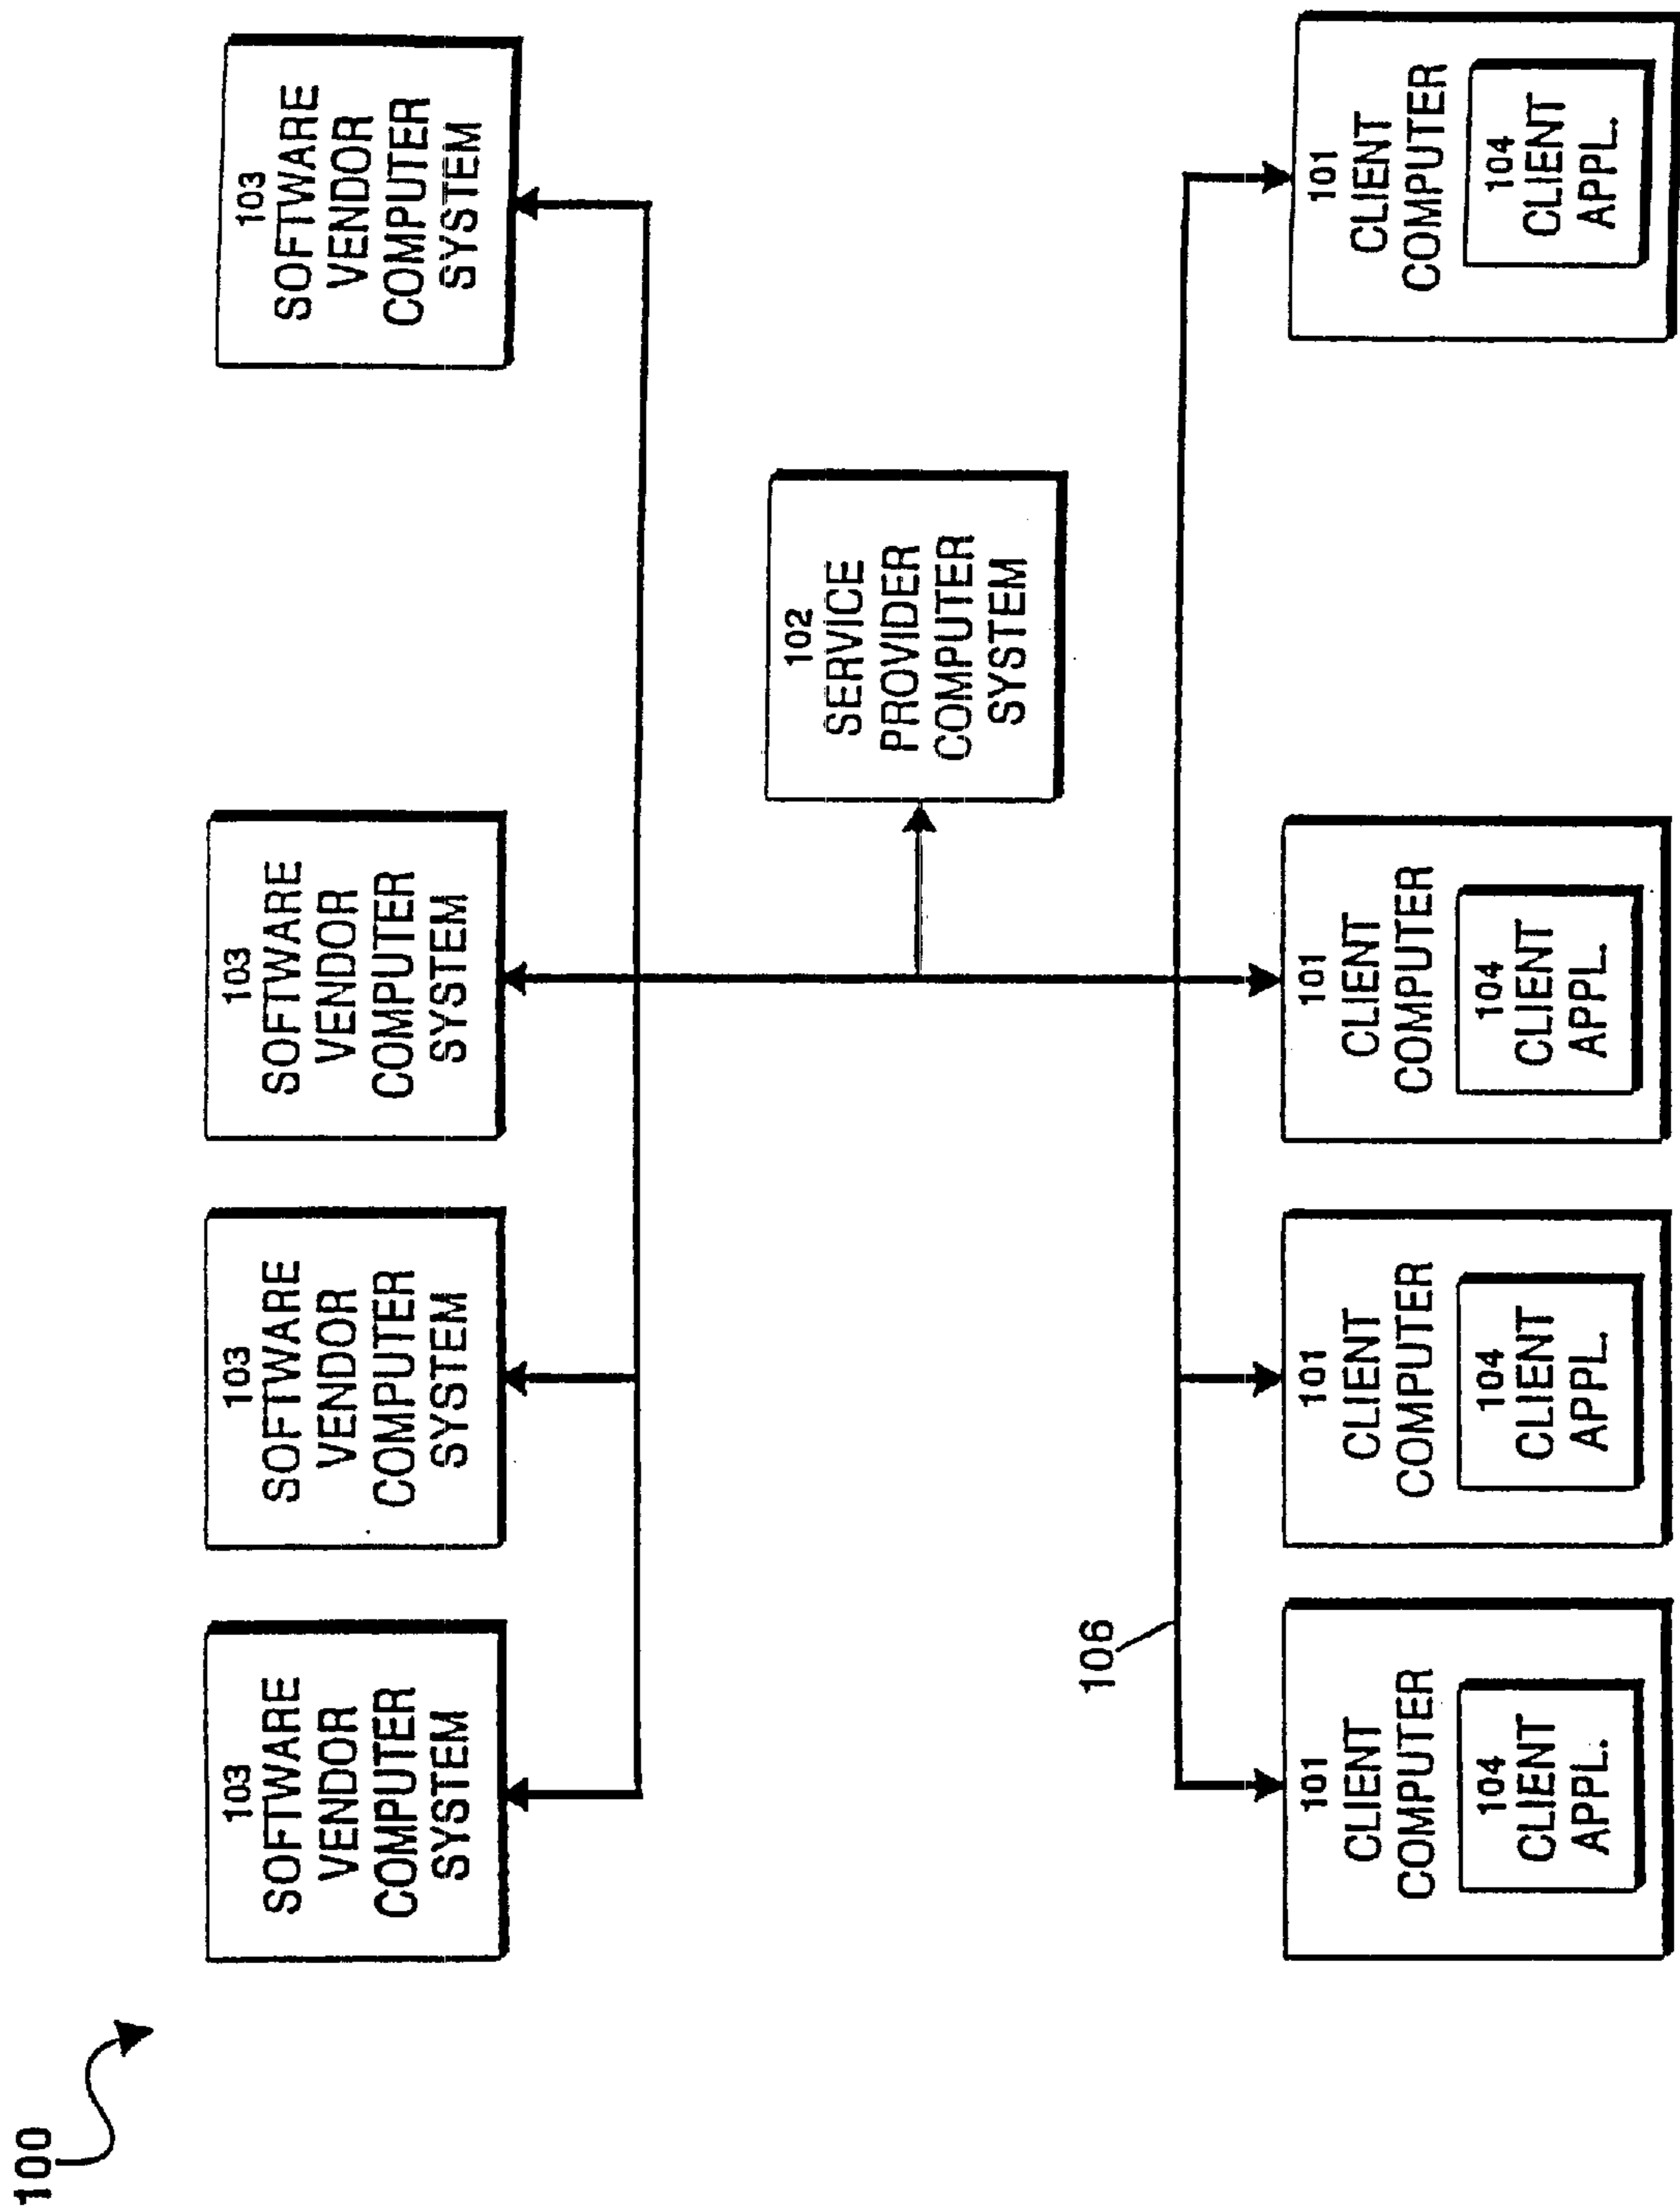 100
103
SOFTWARE
VENDOR
COMPUTER
SYSTEM
103
SOFTWARE
VENDOR
COMPUTER
SYSTEM
103
SOFTWARE
VENDOR
COMPUTER
SYSTEM
103
SOFTWARE
VENDOR
COMPUTER
SYSTEM
102
SERVICE
PROVIDER
COMPUTER
SYSTEM
106
101
CLIENT
COMPUTER
104
CLIENT
APPL.
101
CLIENT
COMPUTER
104
CLIENT
APPL.
101
CLIENT
COMPUTER
104
CLIENT
APPL.
101
CLIENT
COMPUTER
104
CLIENT
APPL.